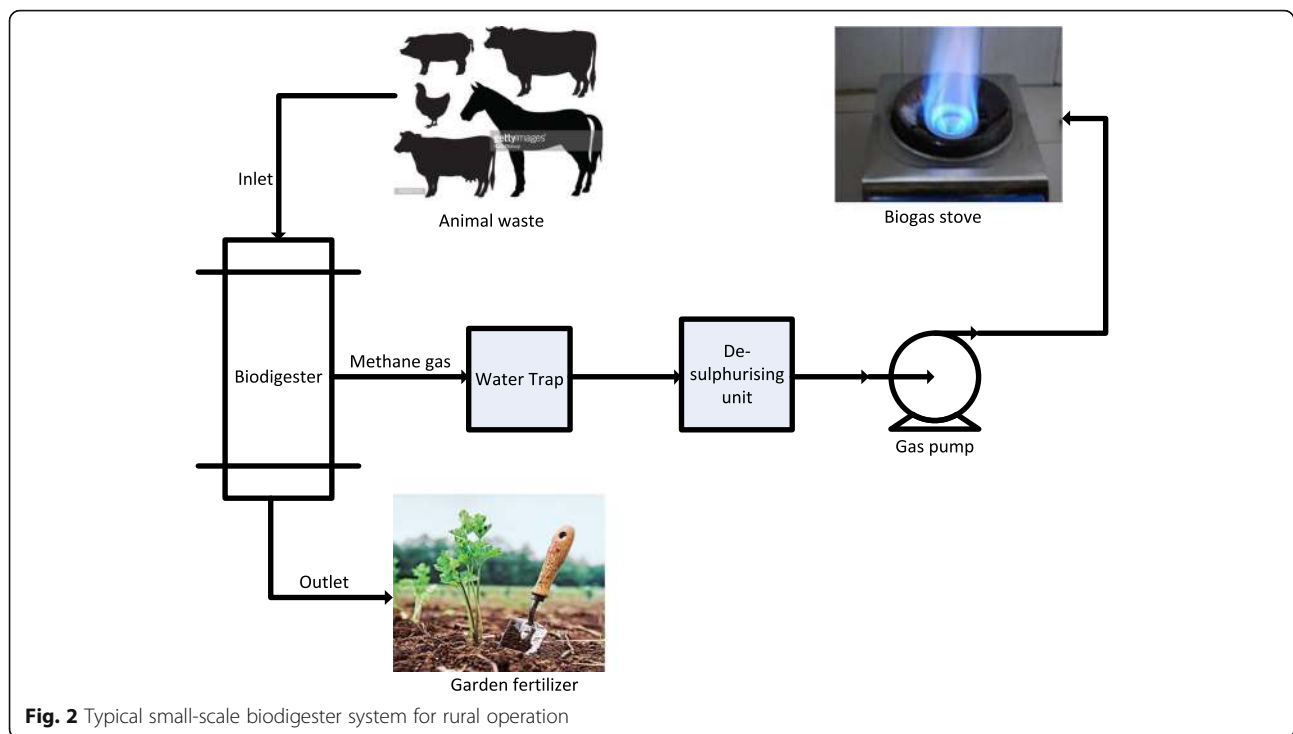 gettyimages
Inlet
Animal waste
Biogas stove
Biodigester
Methane gas
Water Trap
De-
sulphurising
unit
Gas pump
Outlet
Garden fertilizer
Fig. 2 Typical small-scale biodigester system for rural operation